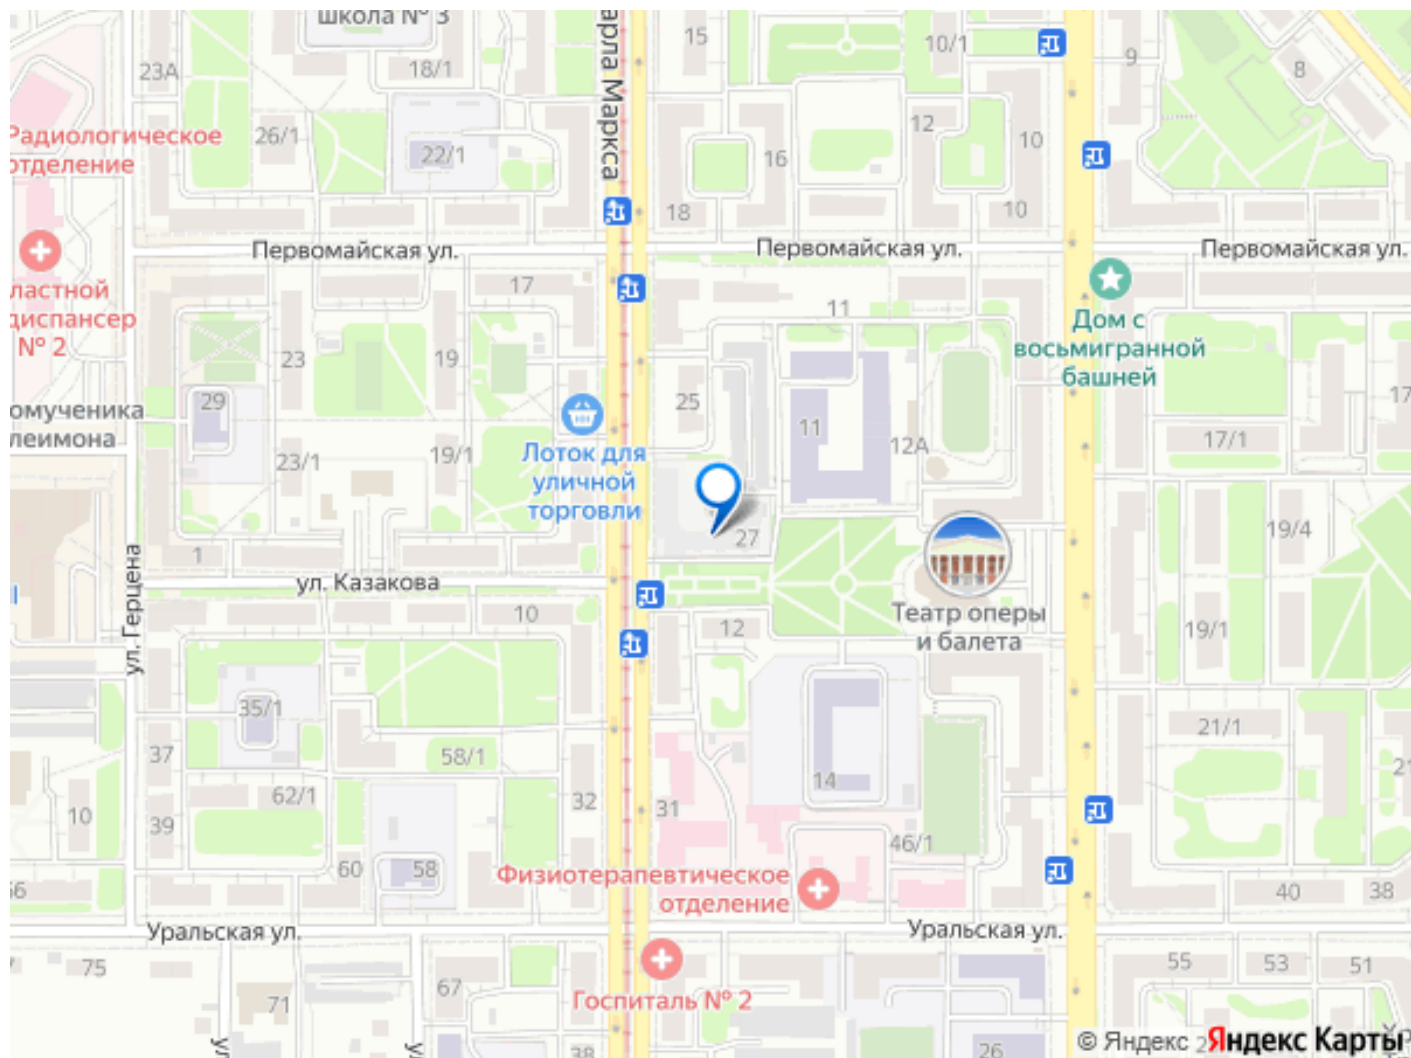 школа № 3
арла Маркса
15
10/1
9
8
23А
18/1
Радиологическое
отделение
26/1
22/1
16
12
10
18
10
Первомайская ул.
Первомайская ул.
Первомайская ул.
ластной
диспансер
№ 2
17
11
Дом с
восьмигранной
башней
23
19
29
25
11
12А
17
17/1
омученика
леимона
23/1
19/1
Лоток для
уличной
торговли
27
19/4
1
ул. Казакова
ул. Герцена
10
12
Театр оперы
и балета
19/1
35/1
37
58/1
21/1
14
62/1
32
31
10
39
46/1
60
58
Физиотерапевтическое
отделение
40
38
Уральская ул.
Уральская ул.
75
67
71
Госпиталь № 2
55
53
51
26
38
© Яндекс
Яндекс Карты